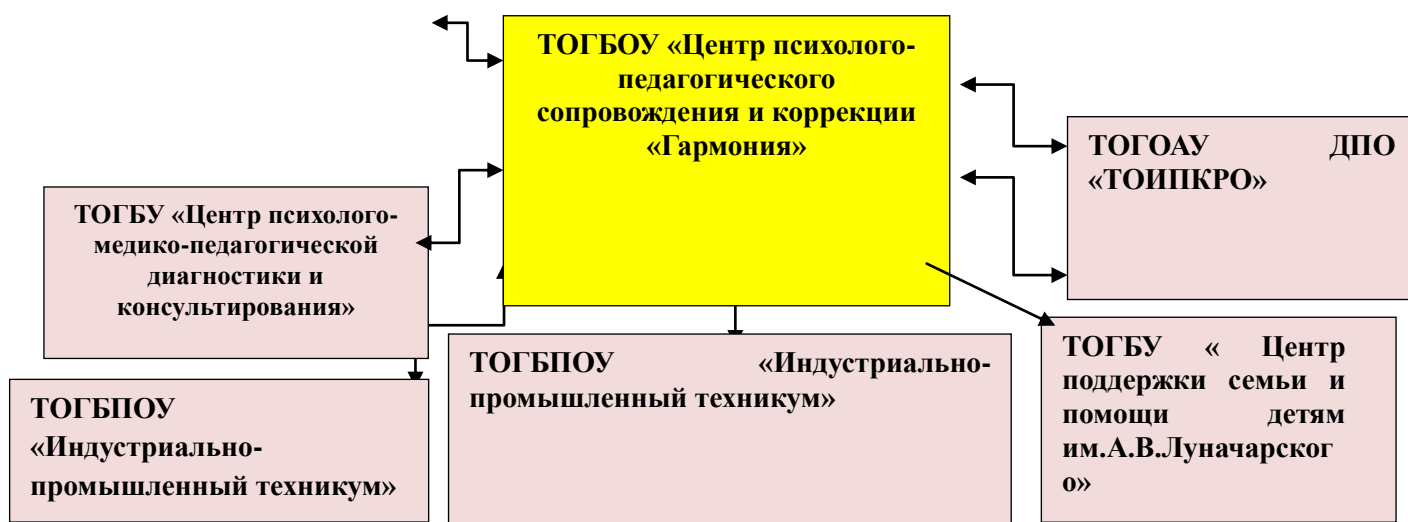 ТОГБОУ «Центр психолого-
педагогического
сопровождения и коррекции
«Гармония»
ТОГОАУ ДПО
«ТОИПКРО»
ТОГБУ «Центр психолого-
медико-педагогической
диагностики и
консультирования»
ТОГБПОУ
«Индустриально-
промышленный техникум»
ТОГБПОУ «Индустриально-
промышленный техникум»
ТОГБУ « Центр
поддержки семьи и
помощи детям
им.А.В.Луначарског
о»